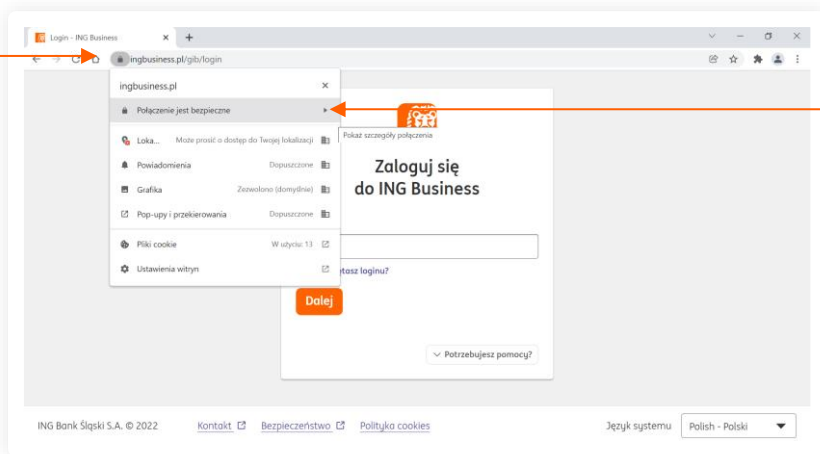 Login - ING Business
ingbusiness.pl/gib/login
ingbusiness.pl
Połączenie jest bezpieczne
Pokaż szczegóły połączenia
Loka... Może prosić o dostęp do Twojej lokalizacji
Powiadomienia Dopuszczone
Grafika Zezwolono (domyślnie)
Pop-upy i przekierowania Dopuszczone
Pliki cookie W użyciu: 13
Ustawienia witryn
Zaloguj się
do ING Business
loginu?
Dalej
Potrzebujesz pomocy?
ING Bank Śląski S.A. © 2022 Kontakt Bezpieczeństwo Polityka cookies Język systemu Polish - Polski